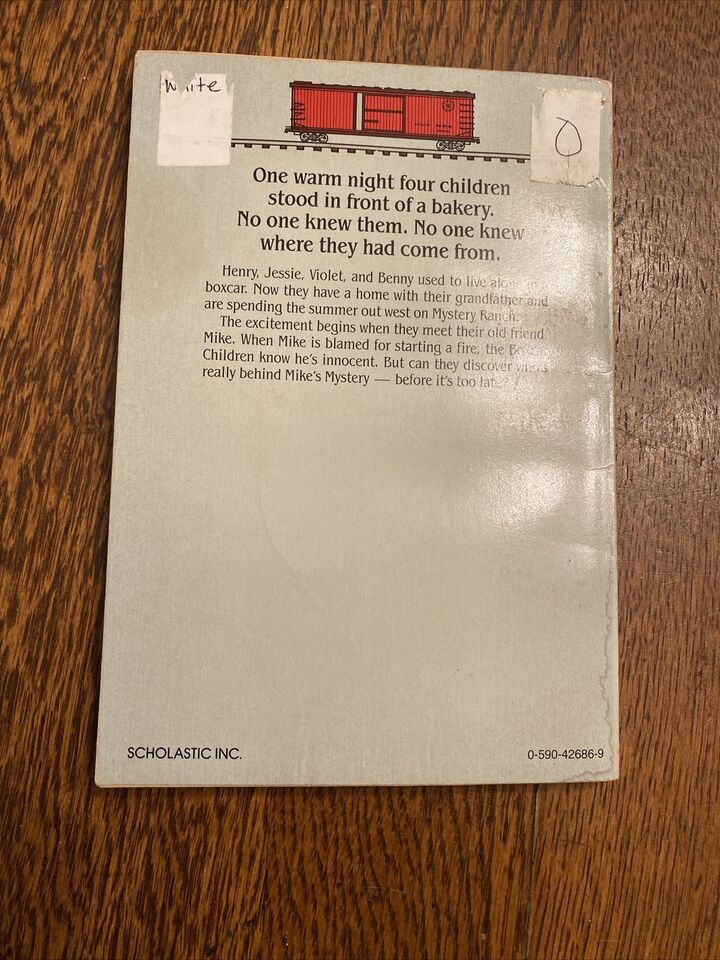 White
O
One warm night four children
stood in front of a bakery.
No one knew them. No one knew
where they had come from.
Henry, Jessie, Violet, and Benny used to live alone in a
boxcar. Now they have a home with their grandfather and
are spending the summer out west on Mystery Ranch.
The excitement begins when they meet their old friend,
Mike. When Mike is blamed for starting a fire, the
Children know he's innocent. But can they discover who's
really behind Mike's Mystery — before it's too late?
SCHOLASTIC INC.
0-590-42686-9